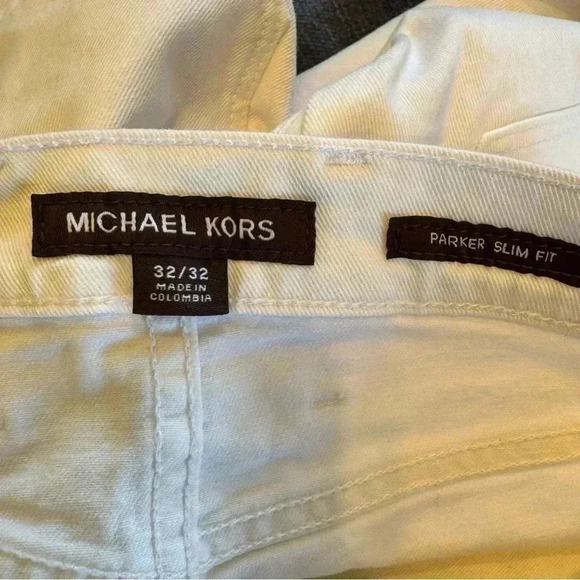 MICHAEL KORS
PARKER SLIM FIT
32/32
MADE IN
COLOMBIA